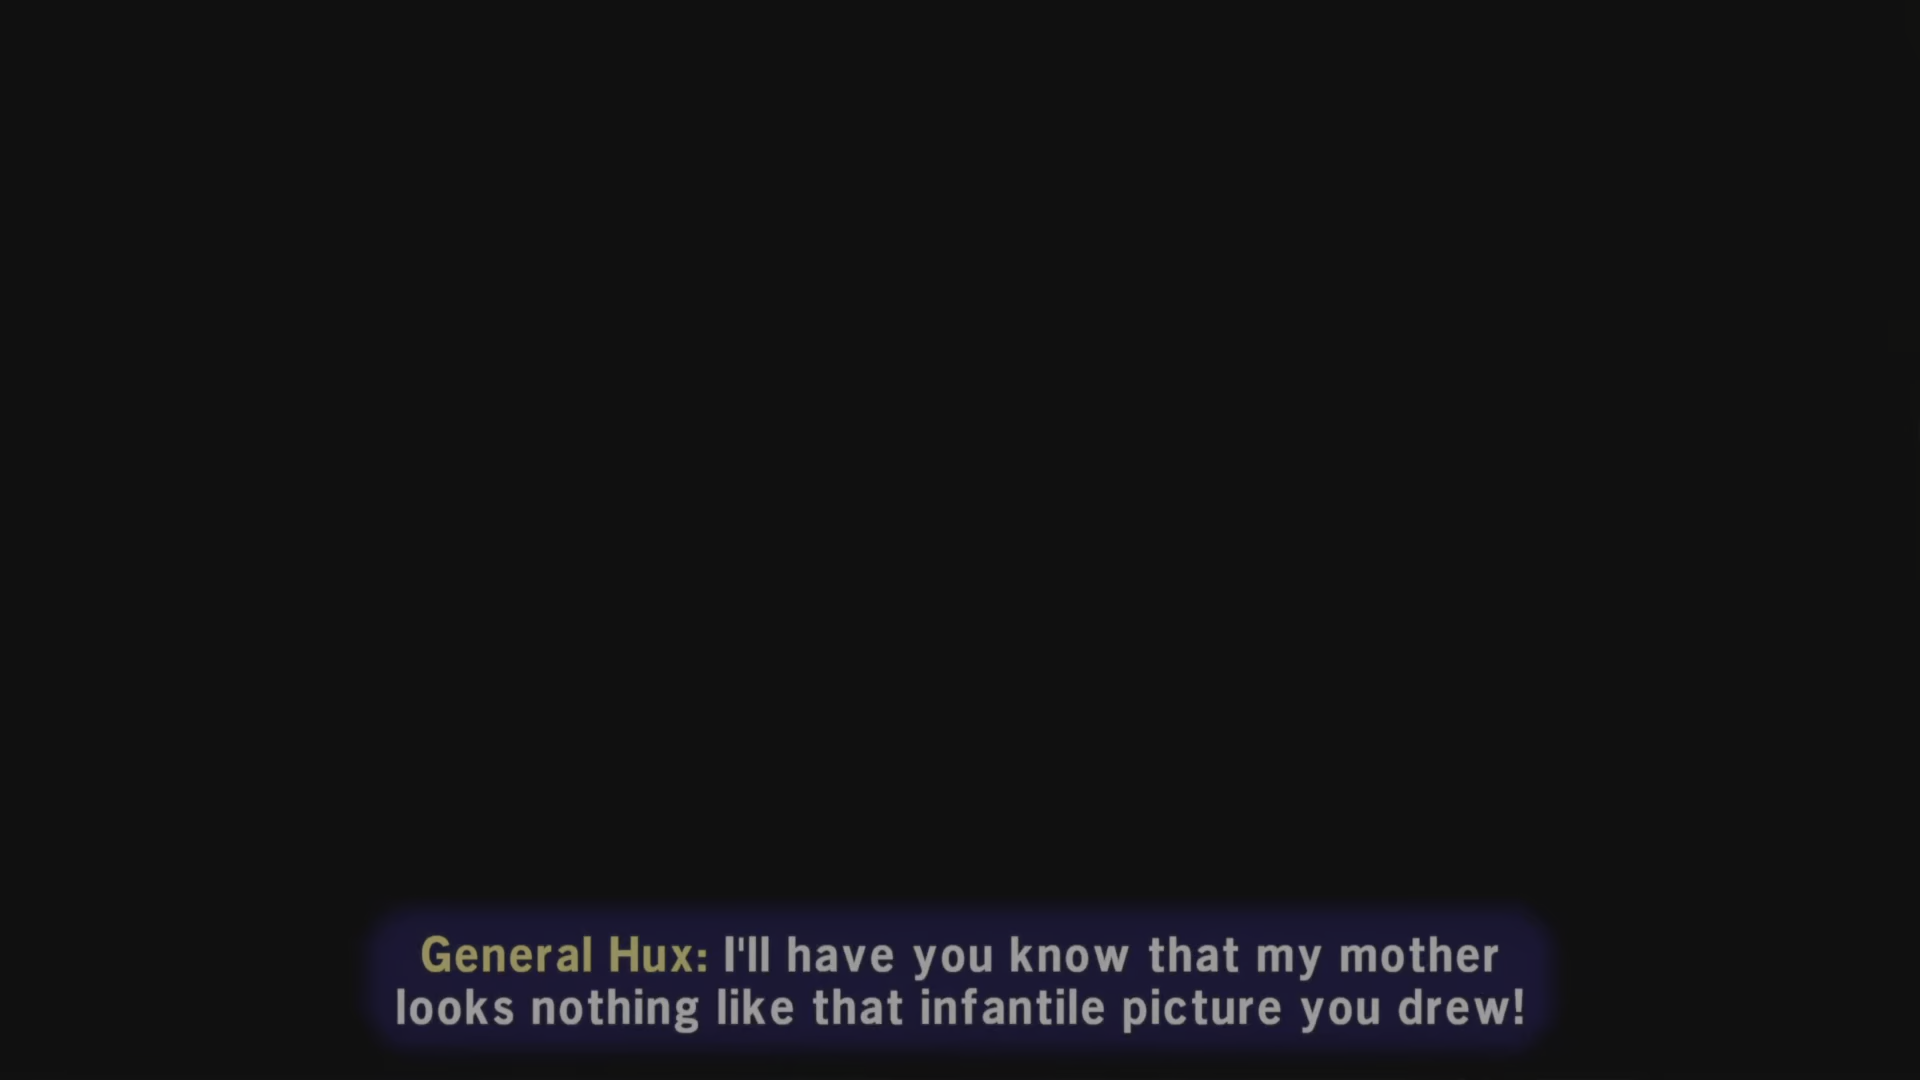 General Hux: I'll have you know that my mother
looks nothing like that infantile picture you drew!